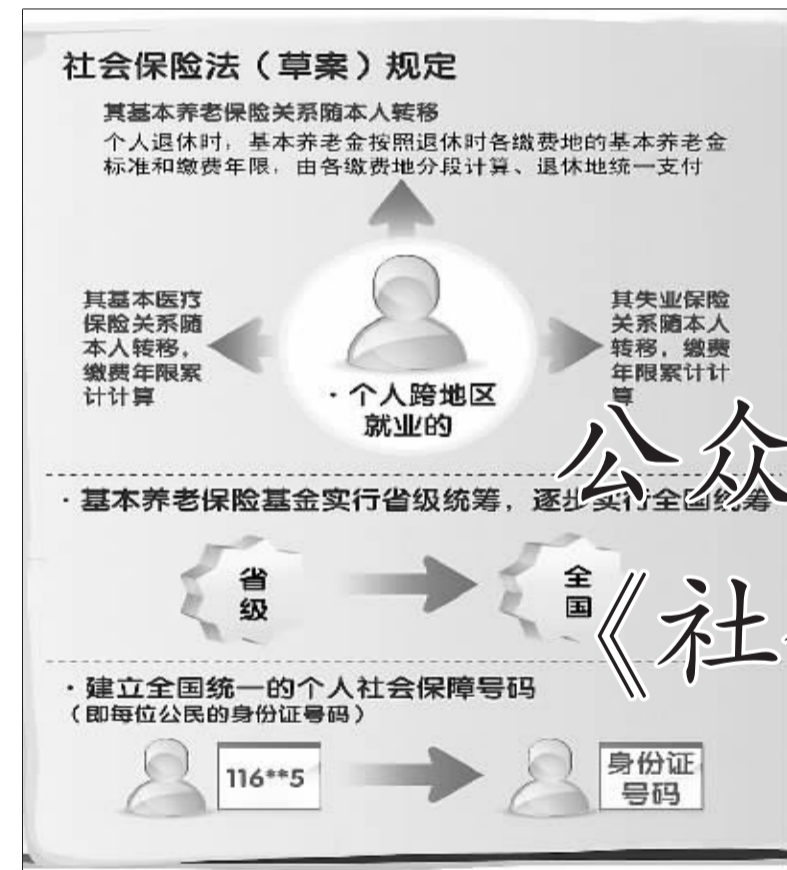 社会保险法（草案）规定
其基本养老保险关系随本人转移
个人退休时，基本养老金按照退休时各缴费地的基本养老金
标准和缴费年限，由各缴费地分段计算、退休地统一支付
其基本医疗
保险关系随
本人转移，
缴费年限累
计计算
其失业保险
关系随本人
转移，缴费
年限累计计
算
·个人跨地区
就业的
公众
·基本养老保险基金实行省级统筹，逐步实行全国统筹
省
级
全
国
《社
·建立全国统一的个人社会保障号码
（即每位公民的身份证号码）
116**5
身份证
号码